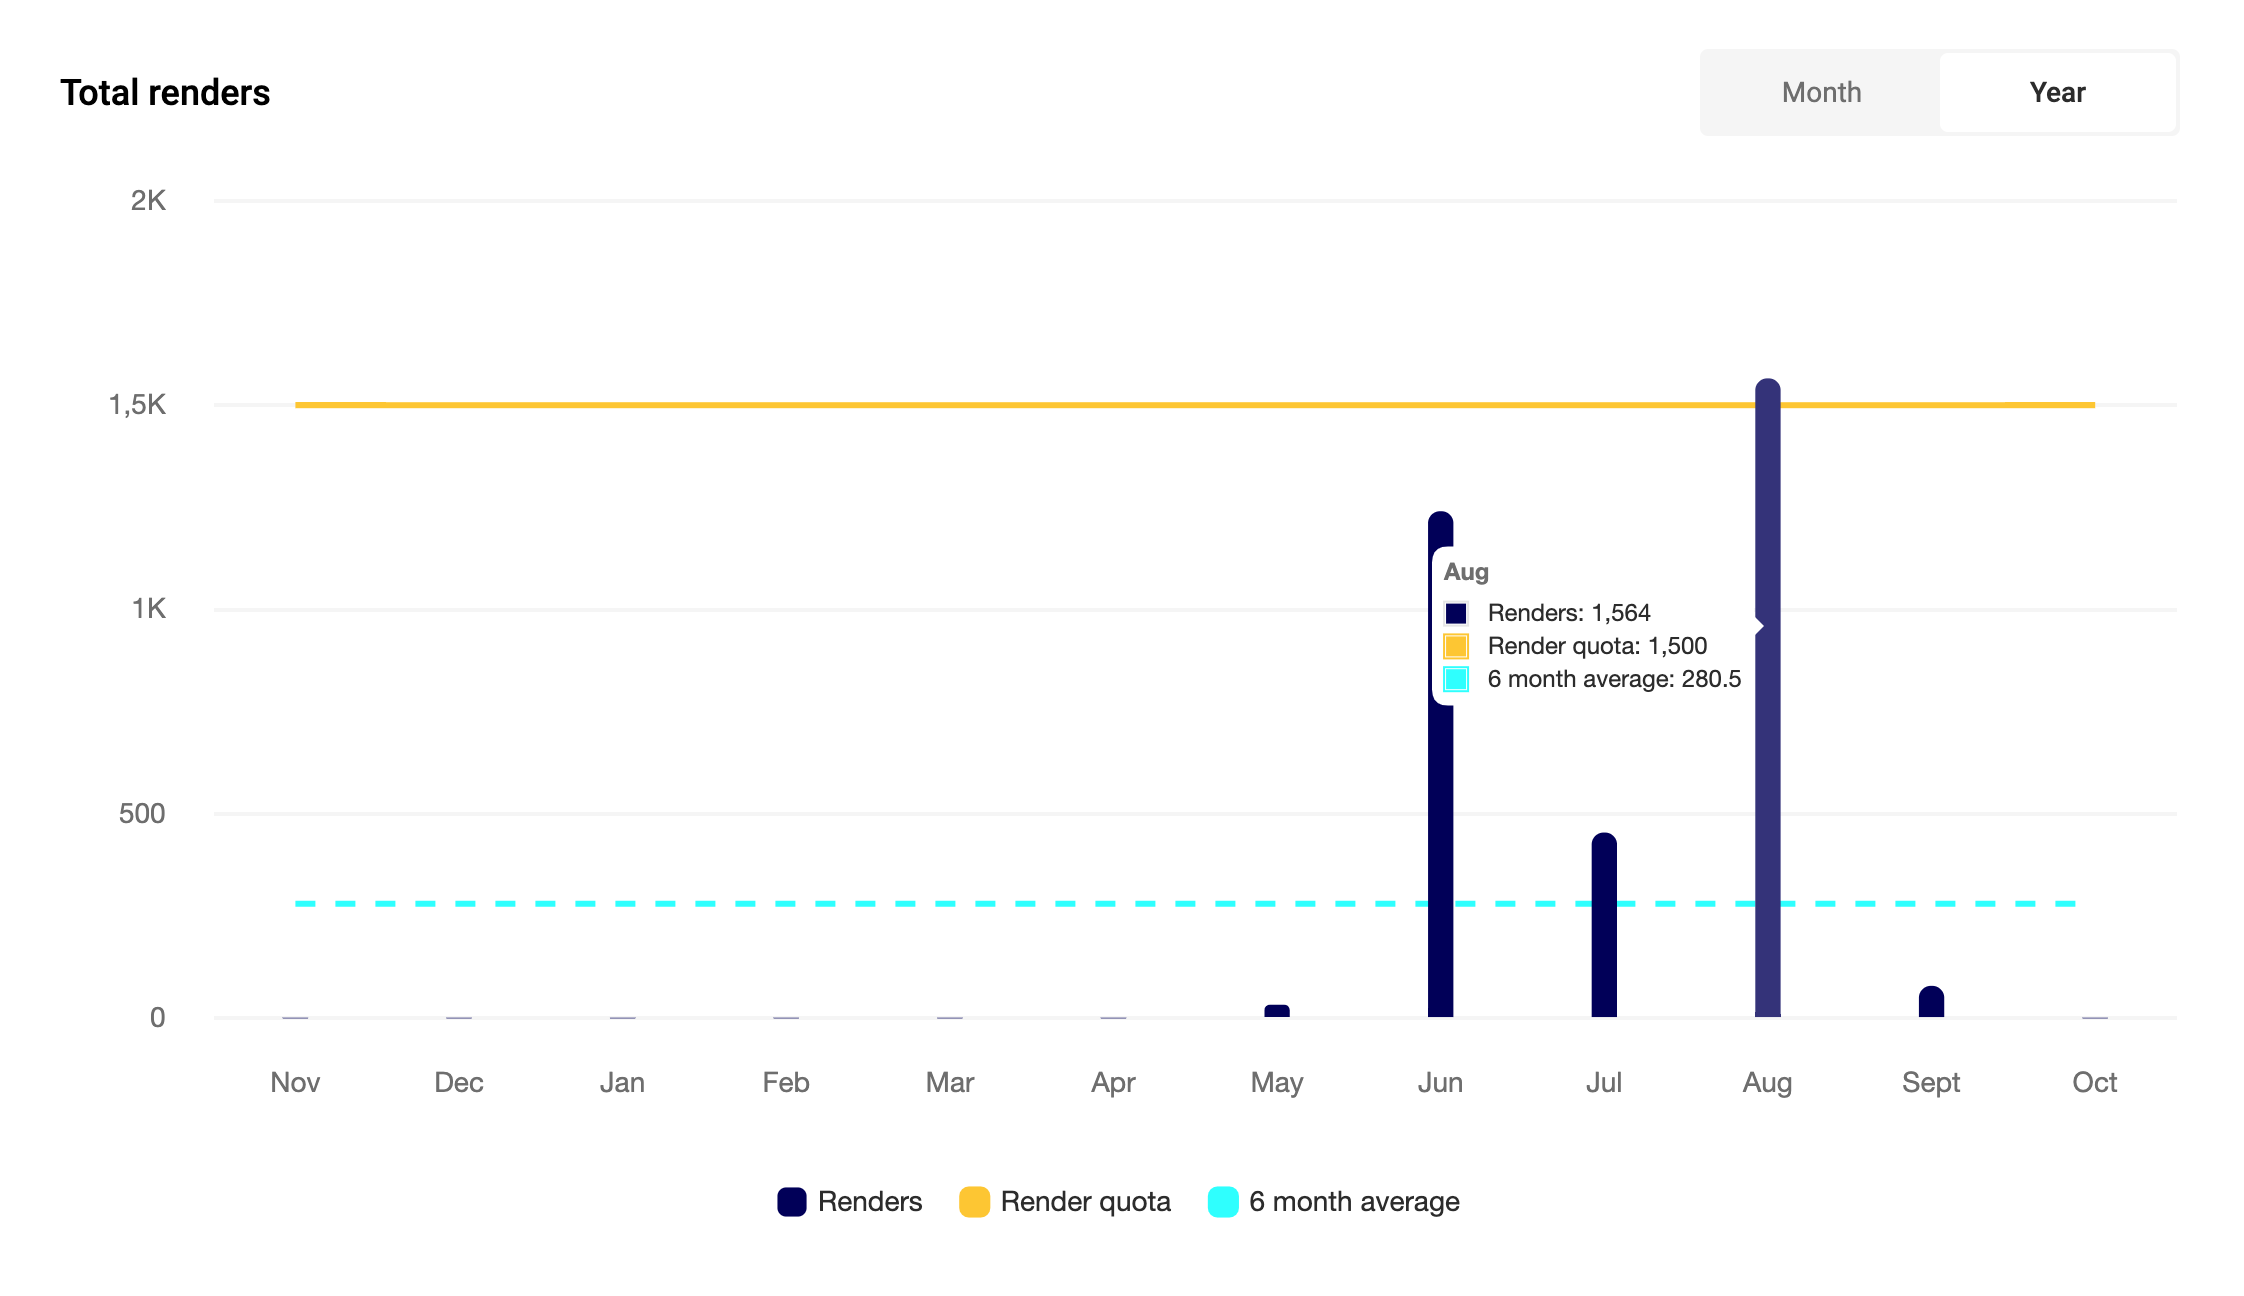 Total renders
Month Year
2K
1,5K
1K
500
0
Aug
Renders: 1,564
Render quota: 1,500
6 month average: 280.5
Nov Dec Jan Feb Mar Apr May Jun Jul Aug Sept Oct
Renders Render quota 6 month average